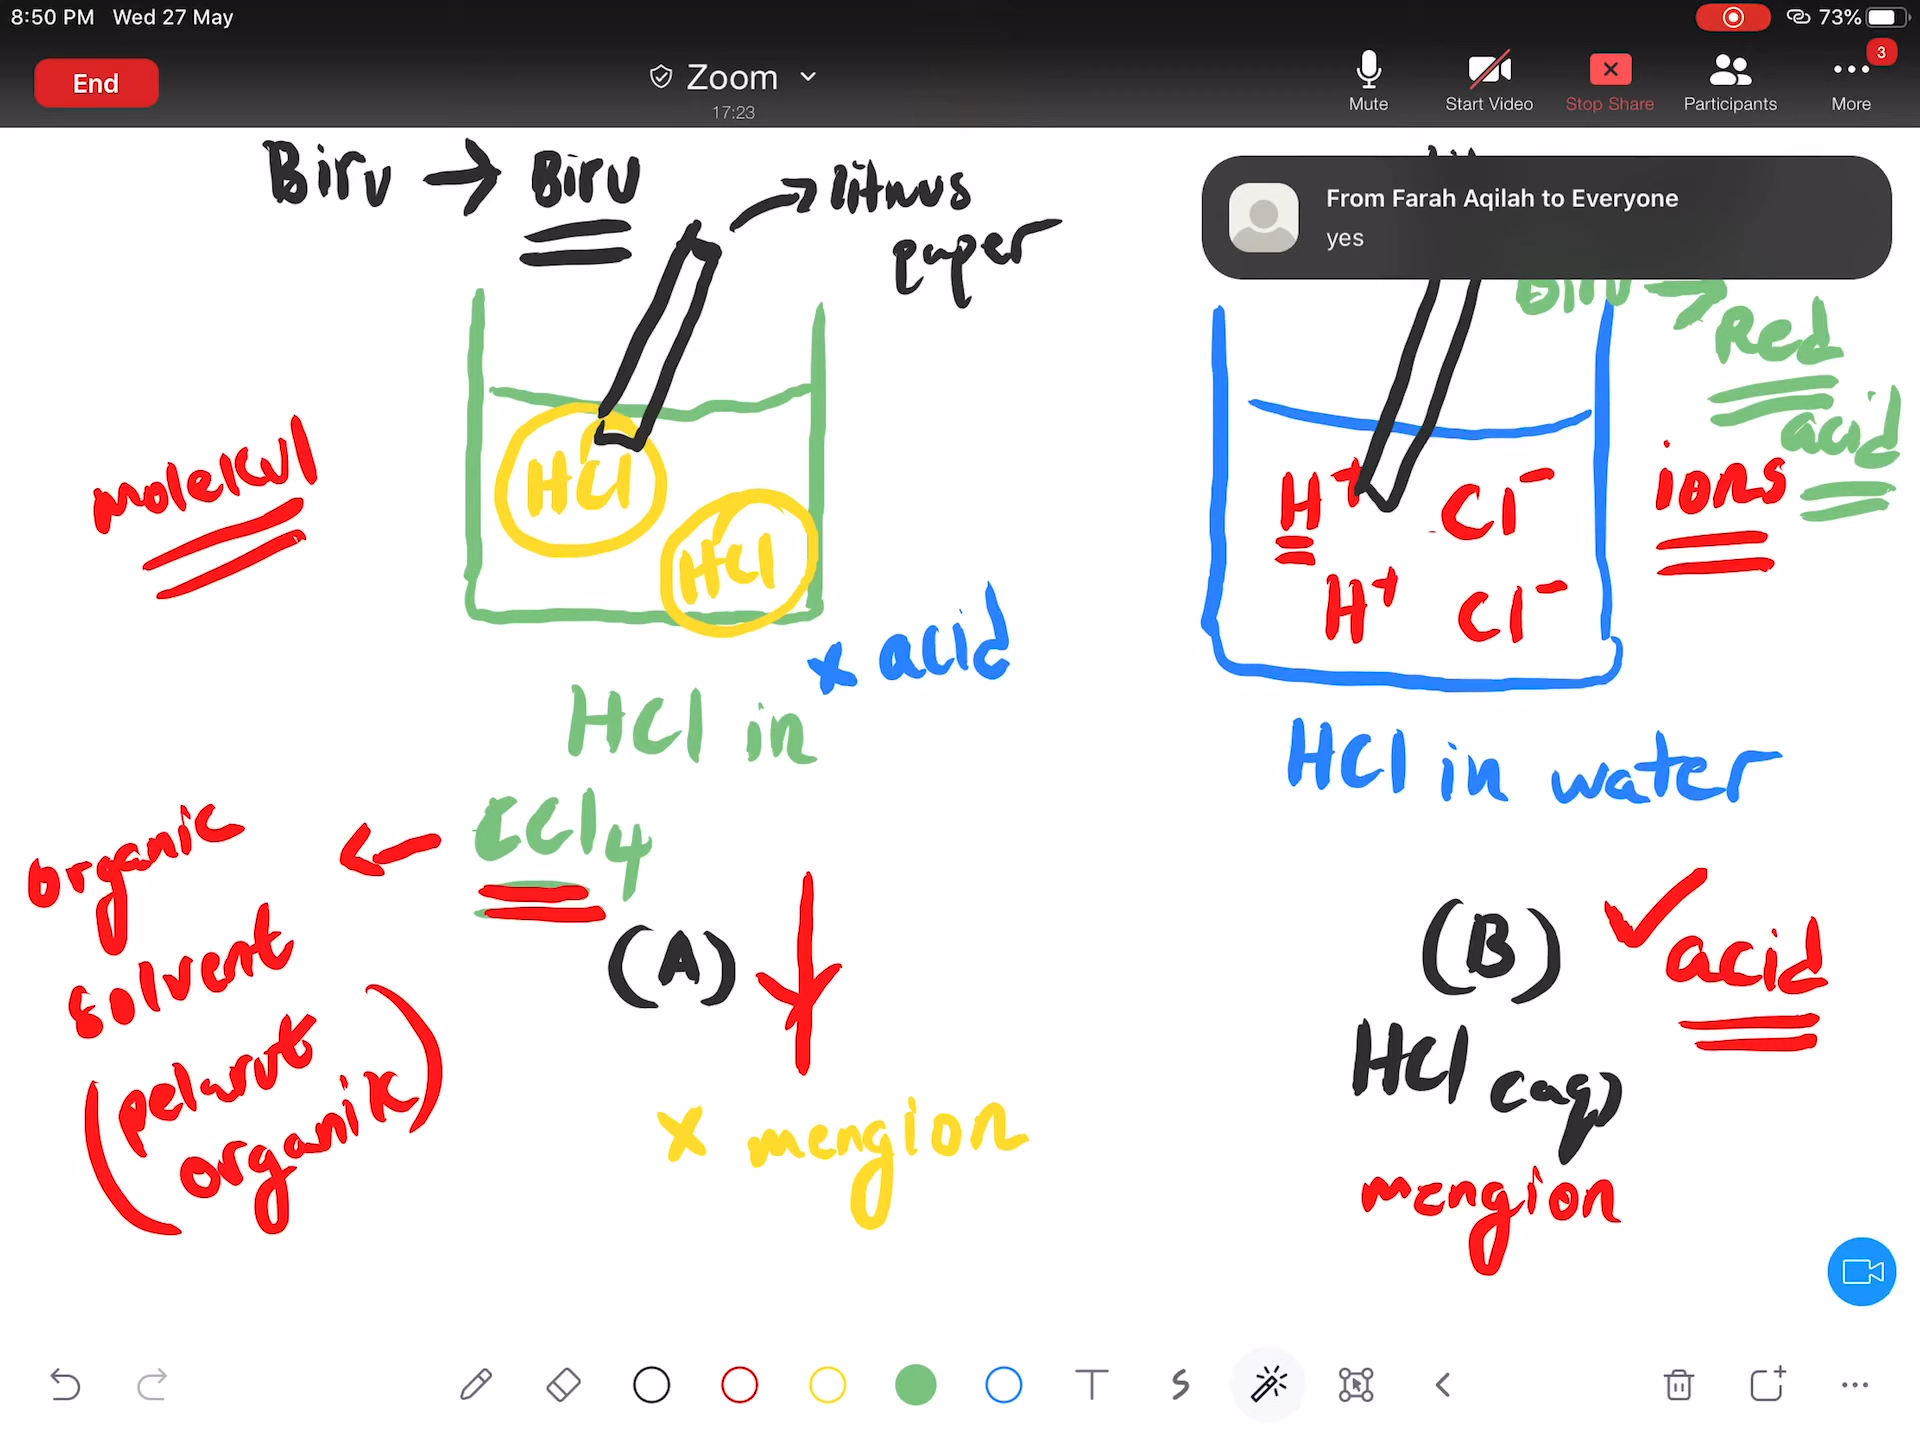 8:50 PM Wed 27 May
73%
End
Zoom
17:23
Mute
Start Video
Stop Share
Participants
More
3
From Farah Aqilah to Everyone
yes
Biru → Biru
→ litmus
paper
Biru →
Red
acid
molekul
HCl
HCl
x acid
HCl in
CCl4
(A)
x mengion
← organic
solvent
(pelarut
organik)
H+ Cl-
H+ Cl-
ions
HCl in water
(B) ✓ acid
HCl (aq)
mengion
T